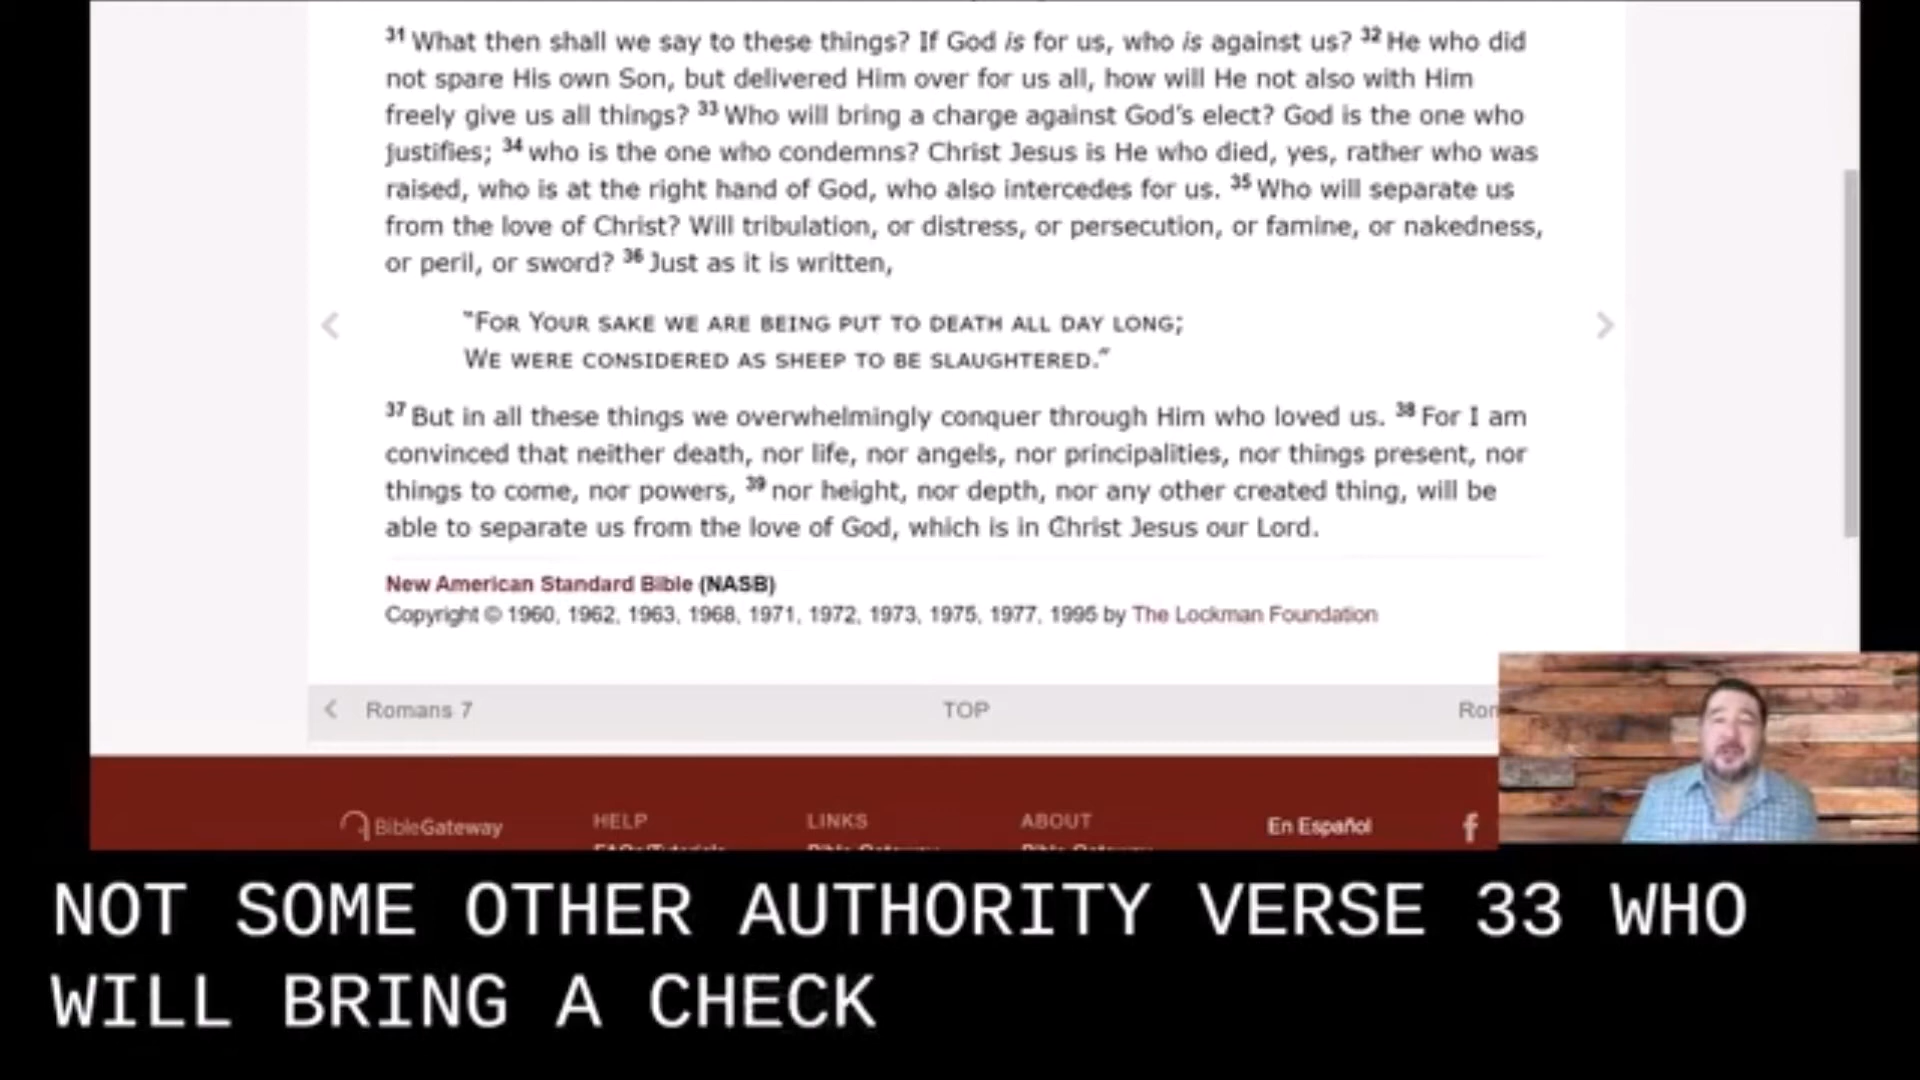 31 What then shall we say to these things? If God is for us, who is against us? 32 He who did
not spare His own Son, but delivered Him over for us all, how will He not also with Him
freely give us all things? 33 Who will bring a charge against God's elect? God is the one who
justifies; 34 who is the one who condemns? Christ Jesus is He who died, yes, rather who was
raised, who is at the right hand of God, who also intercedes for us. 35 Who will separate us
from the love of Christ? Will tribulation, or distress, or persecution, or famine, or nakedness,
or peril, or sword? 36 Just as it is written,
“FOR YOUR SAKE WE ARE BEING PUT TO DEATH ALL DAY LONG;
WE WERE CONSIDERED AS SHEEP TO BE SLAUGHTERED.”
37 But in all these things we overwhelmingly conquer through Him who loved us. 38 For I am
convinced that neither death, nor life, nor angels, nor principalities, nor things present, nor
things to come, nor powers, 39 nor height, nor depth, nor any other created thing, will be
able to separate us from the love of God, which is in Christ Jesus our Lord.
New American Standard Bible (NASB)
Copyright © 1960, 1962, 1963, 1968, 1971, 1972, 1973, 1975, 1977, 1995 by The Lockman Foundation
Romans 7 TOP
BibleGateway HELP LINKS ABOUT En Español
NOT SOME OTHER AUTHORITY VERSE 33 WHO
WILL BRING A CHECK